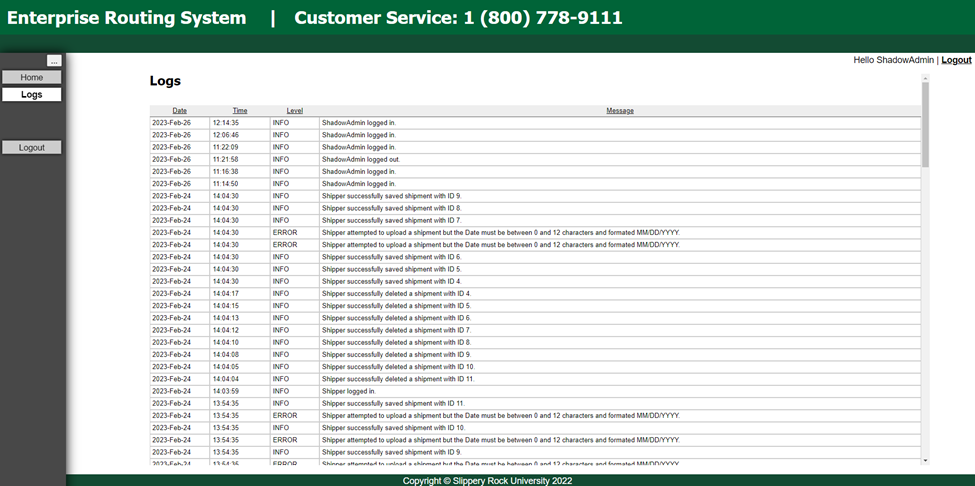 Enterprise Routing System | Customer Service: 1 (800) 778-9111
Hello ShadowAdmin | Logout
...
Home
Logs
Logout
Logs
Date Time Level Message
2023-Feb-26 12:14:35 INFO ShadowAdmin logged in.
2023-Feb-26 12:06:46 INFO ShadowAdmin logged in.
2023-Feb-26 11:22:09 INFO ShadowAdmin logged in.
2023-Feb-26 11:21:58 INFO ShadowAdmin logged out.
2023-Feb-26 11:16:38 INFO ShadowAdmin logged in.
2023-Feb-26 11:14:50 INFO ShadowAdmin logged in.
2023-Feb-24 14:04:30 INFO Shipper successfully saved shipment with ID 9.
2023-Feb-24 14:04:30 INFO Shipper successfully saved shipment with ID 8.
2023-Feb-24 14:04:30 INFO Shipper successfully saved shipment with ID 7.
2023-Feb-24 14:04:30 ERROR Shipper attempted to upload a shipment but the Date must be between 0 and 12 characters and formated MM/DD/YYYY.
2023-Feb-24 14:04:30 ERROR Shipper attempted to upload a shipment but the Date must be between 0 and 12 characters and formated MM/DD/YYYY.
2023-Feb-24 14:04:30 INFO Shipper successfully saved shipment with ID 6.
2023-Feb-24 14:04:30 INFO Shipper successfully saved shipment with ID 5.
2023-Feb-24 14:04:30 INFO Shipper successfully saved shipment with ID 4.
2023-Feb-24 14:04:17 INFO Shipper successfully deleted a shipment with ID 4.
2023-Feb-24 14:04:15 INFO Shipper successfully deleted a shipment with ID 5.
2023-Feb-24 14:04:13 INFO Shipper successfully deleted a shipment with ID 6.
2023-Feb-24 14:04:12 INFO Shipper successfully deleted a shipment with ID 7.
2023-Feb-24 14:04:10 INFO Shipper successfully deleted a shipment with ID 8.
2023-Feb-24 14:04:08 INFO Shipper successfully deleted a shipment with ID 9.
2023-Feb-24 14:04:05 INFO Shipper successfully deleted a shipment with ID 10.
2023-Feb-24 14:04:04 INFO Shipper successfully deleted a shipment with ID 11.
2023-Feb-24 14:03:59 INFO Shipper logged in.
2023-Feb-24 13:54:35 INFO Shipper successfully saved shipment with ID 11.
2023-Feb-24 13:54:35 ERROR Shipper attempted to upload a shipment but the Date must be between 0 and 12 characters and formated MM/DD/YYYY.
2023-Feb-24 13:54:35 INFO Shipper successfully saved shipment with ID 10.
2023-Feb-24 13:54:35 ERROR Shipper attempted to upload a shipment but the Date must be between 0 and 12 characters and formated MM/DD/YYYY.
2023-Feb-24 13:54:35 INFO Shipper successfully saved shipment with ID 9.
2023-Feb-24 13:54:35 ERROR Shipper attempted to upload a shipment but the Date must be between 0 and 12 characters and formated MM/DD/YYYY.
Copyright © Slippery Rock University 2022